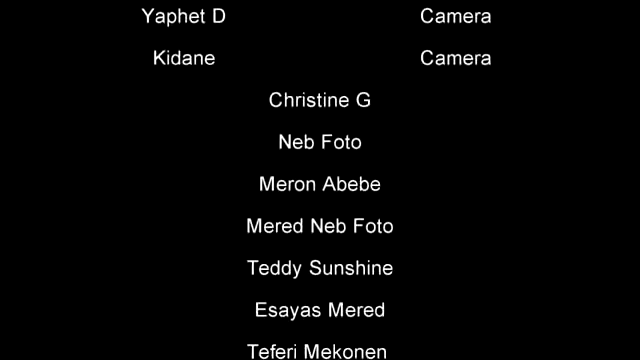 Yaphet D Camera
Kidane Camera
Christine G
Neb Foto
Meron Abebe
Mered Neb Foto
Teddy Sunshine
Esayas Mered
Teferi Mekonen